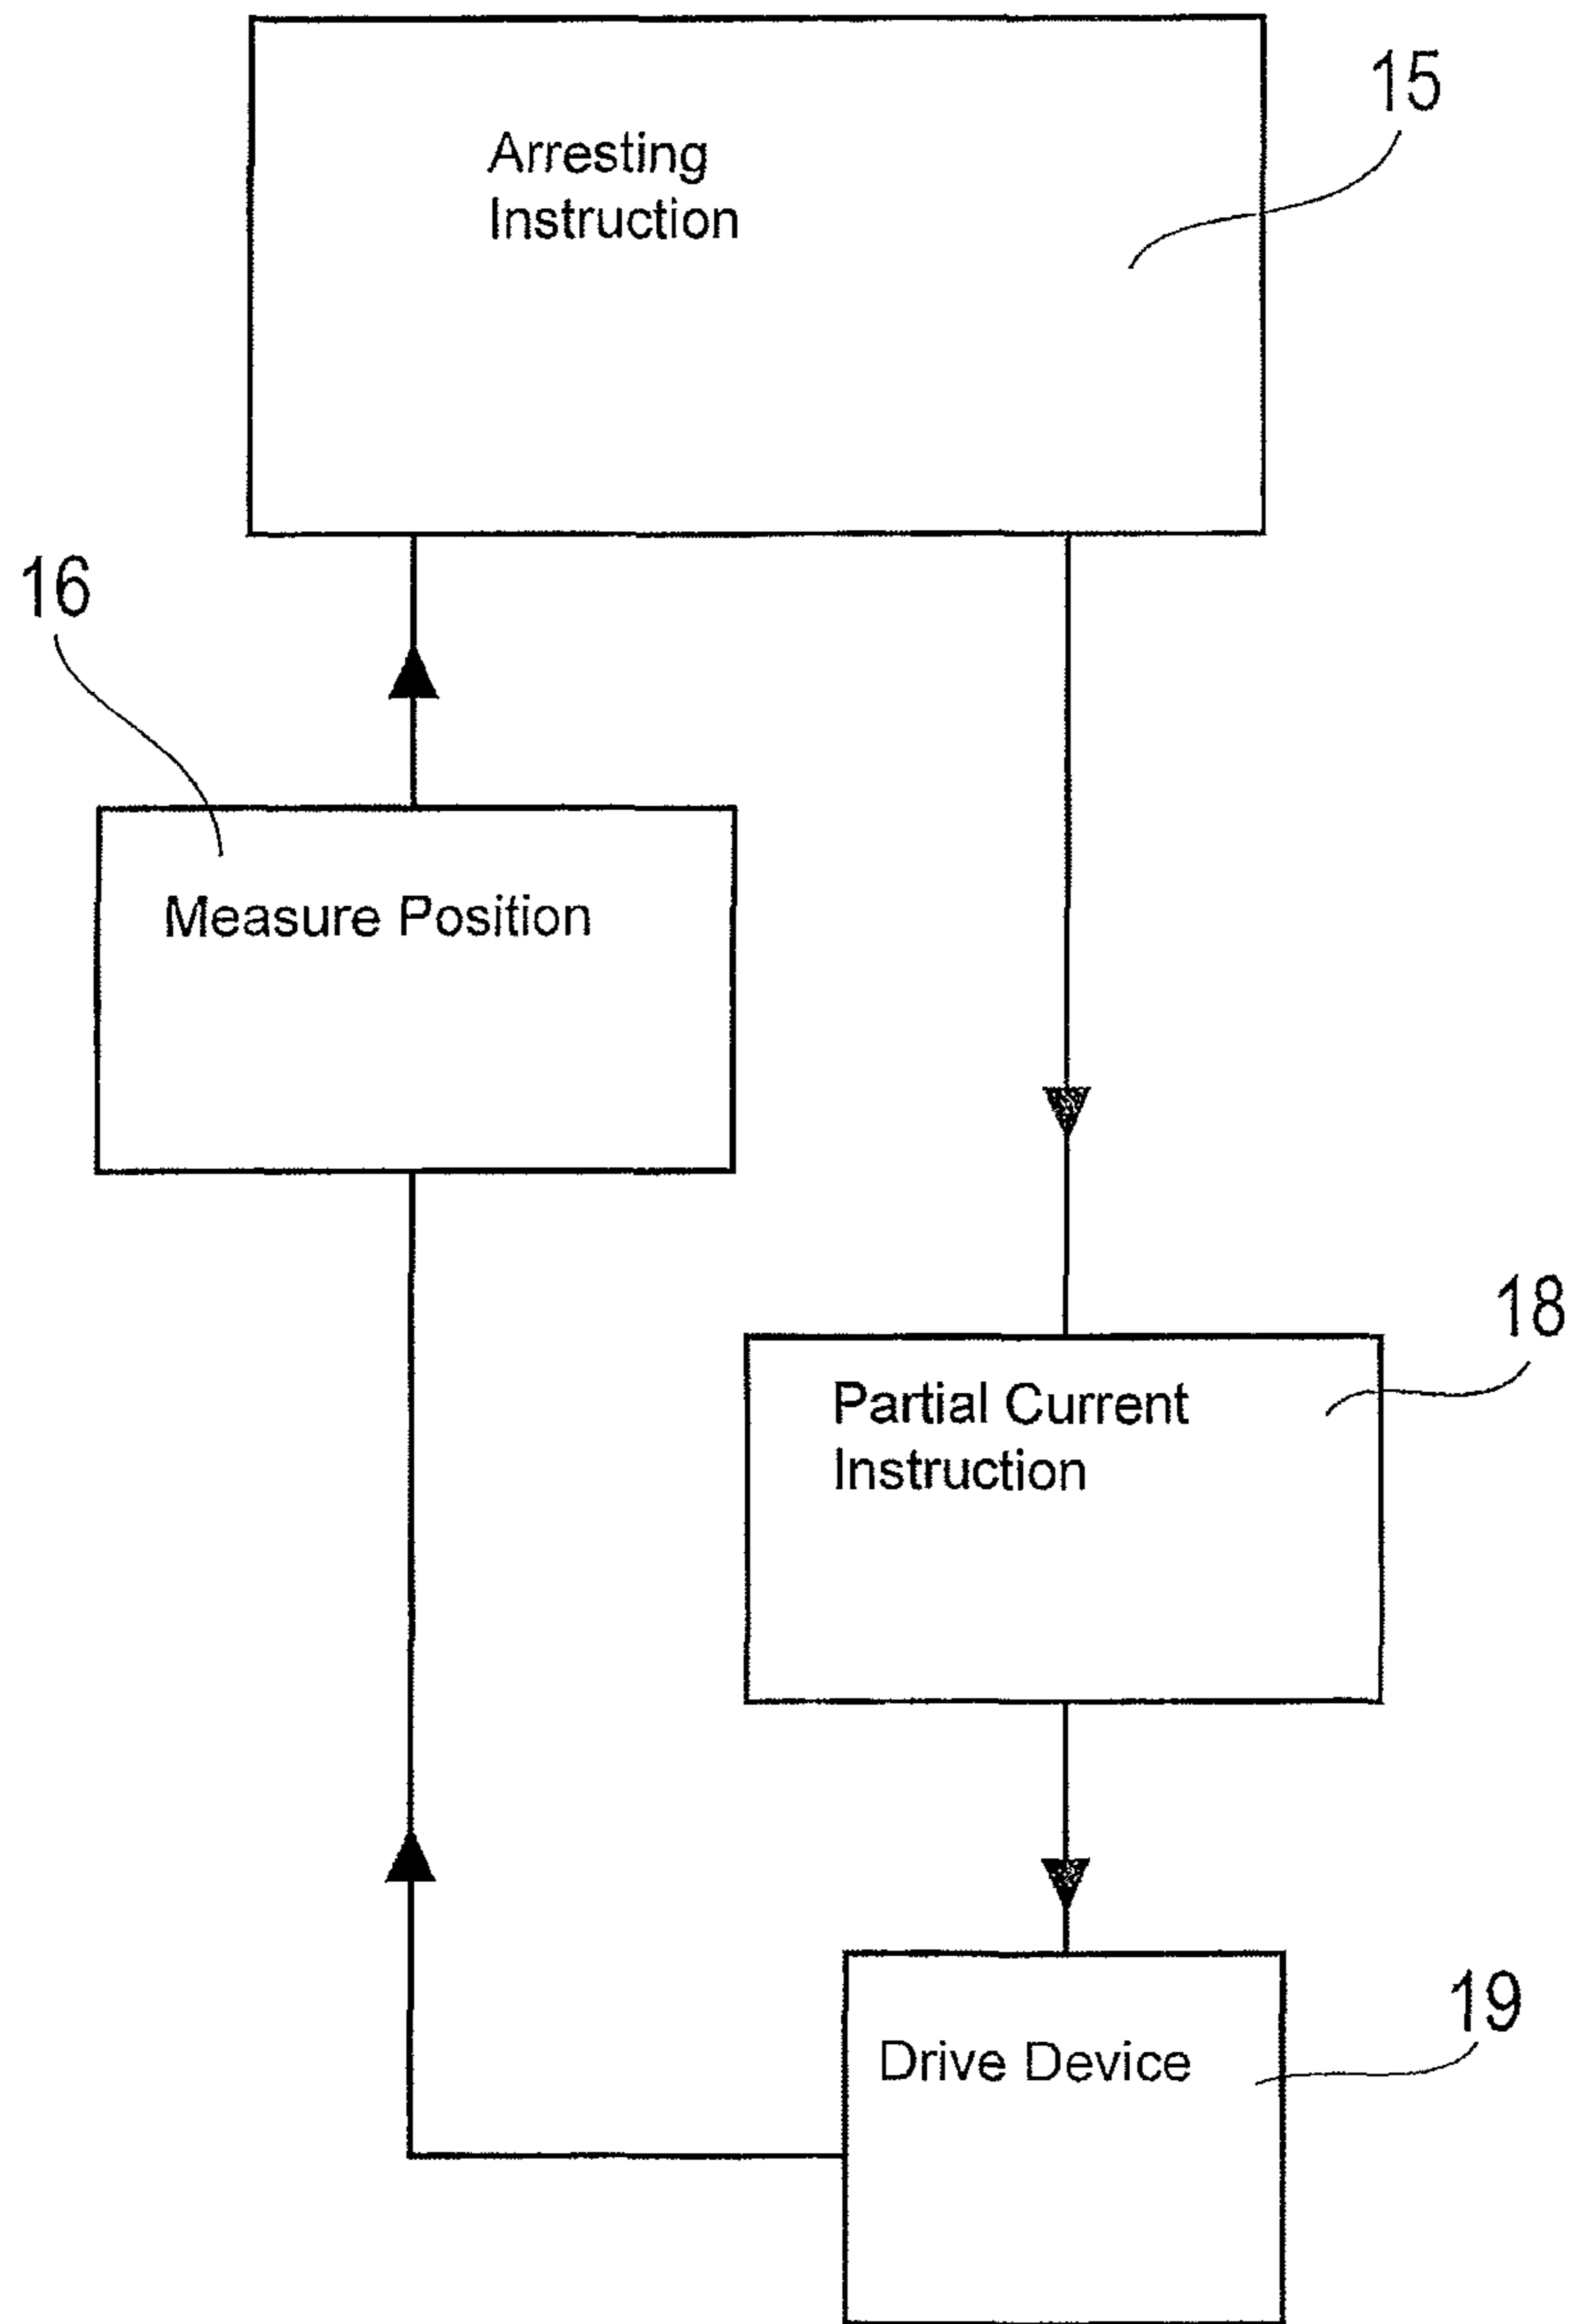 15
Arresting
Instruction
16
Measure Position
18
Partial Current
Instruction
19
Drive Device